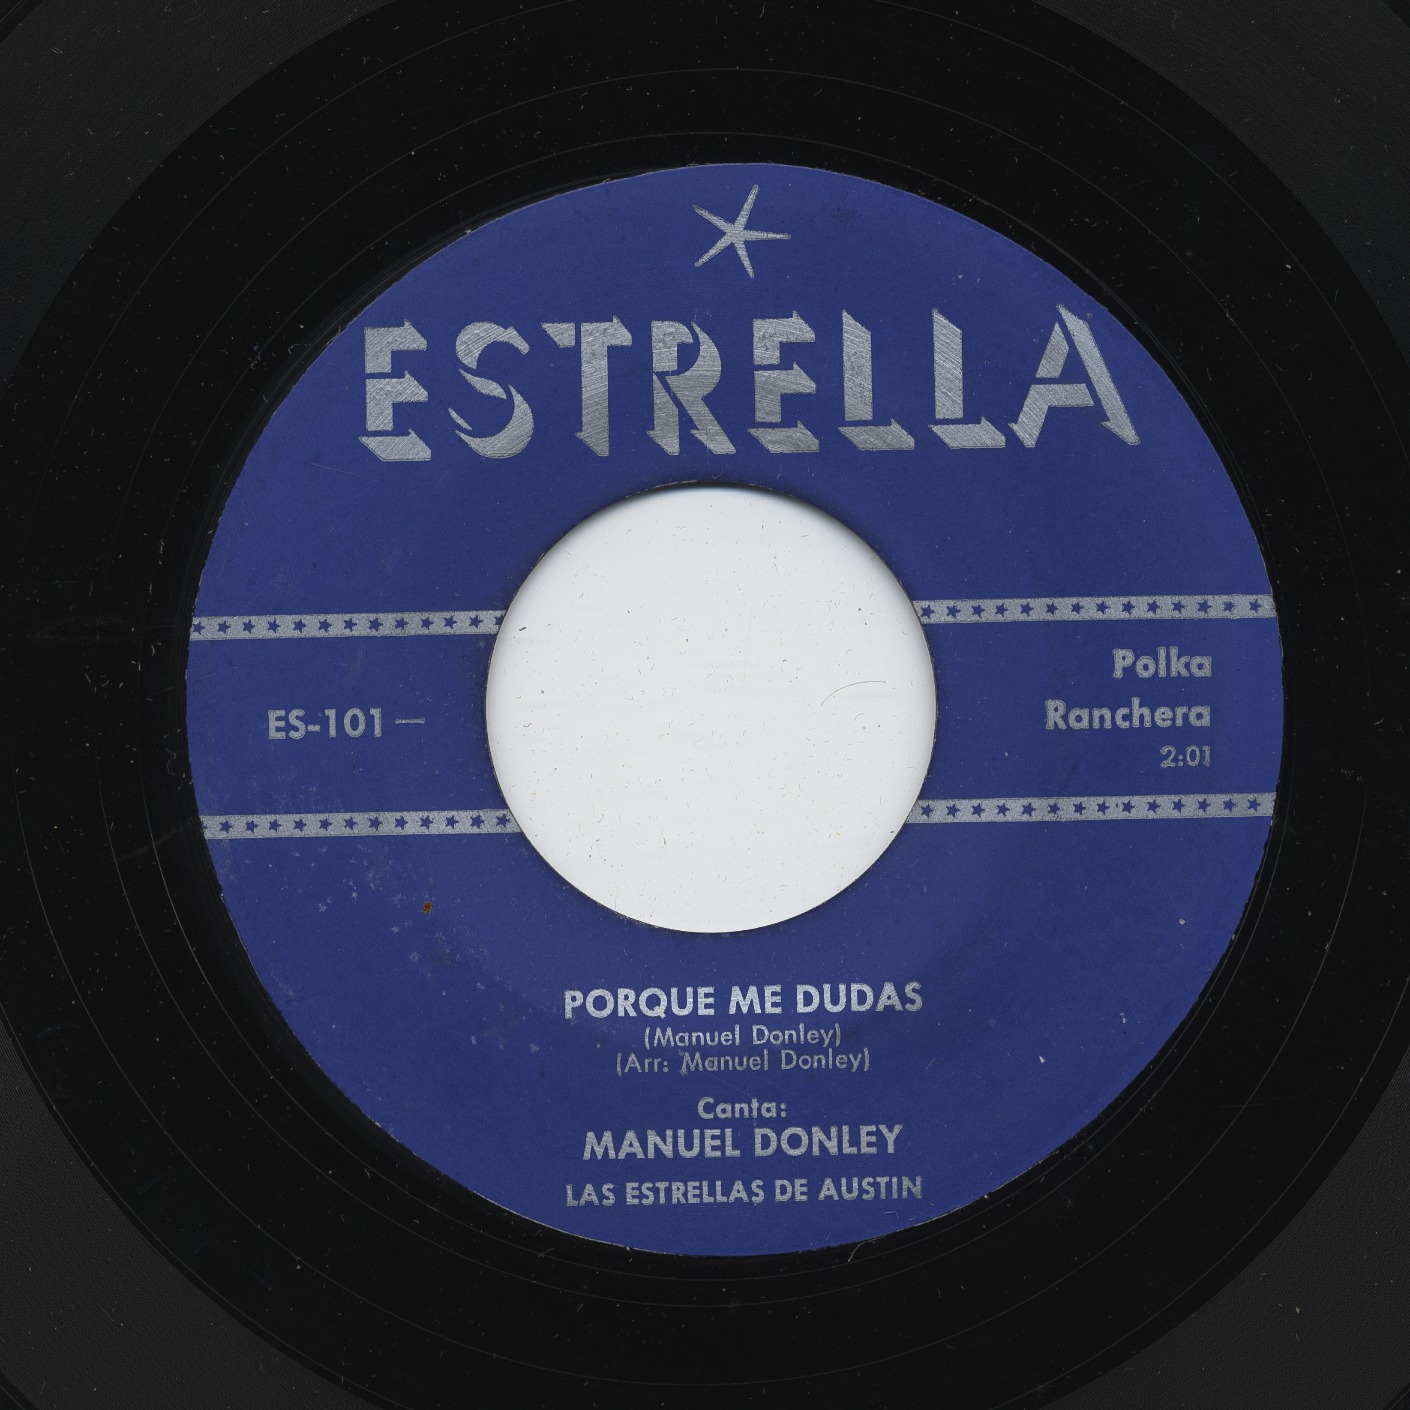 ESTRELLA
ES-101 —
Polka
Ranchera
2:01
PORQUE ME DUDAS
(Manuel Donley)
(Arr: Manuel Donley)
Canta:
MANUEL DONLEY
LAS ESTRELLAS DE AUSTIN